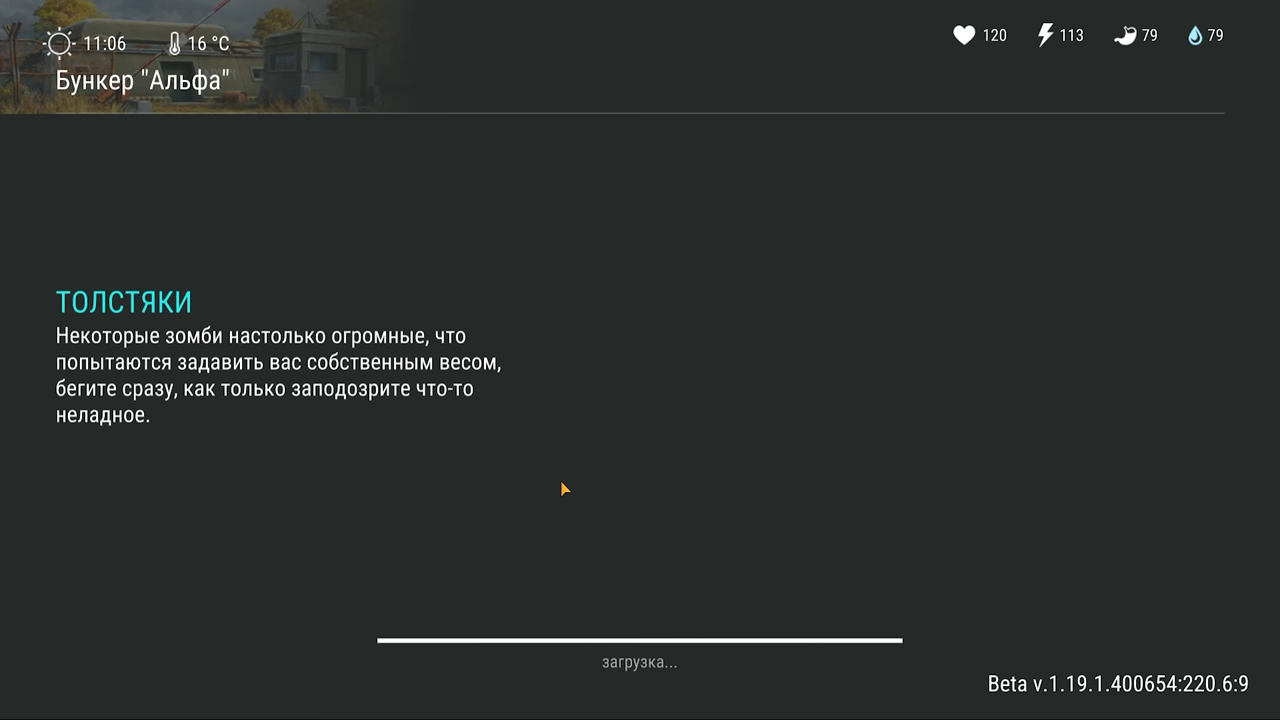 11:06 16 °C
120 113 79 79
Бункер "Альфа"
ТОЛСТЯКИ
Некоторые зомби настолько огромные, что
попытаются задавить вас собственным весом,
бегите сразу, как только заподозрите что-то
неладное.
загрузка...
Beta v.1.19.1.400654:220.6:9